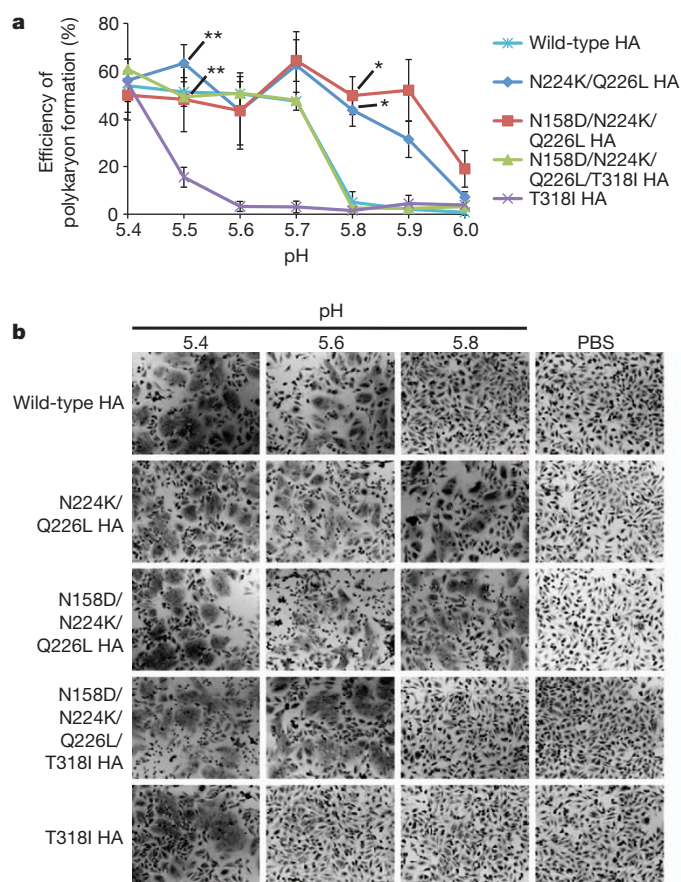 a
80
60
40
20
0
Efficiency of
polykaryon formation (%)
**
**
*
*
5.4 5.5 5.6 5.7 5.8 5.9 6.0
pH
Wild-type HA
N224K/Q226L HA
N158D/N224K/
Q226L HA
N158D/N224K/
Q226L/T318I HA
T318I HA
b
pH
5.4 5.6 5.8 PBS
Wild-type HA
N224K/
Q226L HA
N158D/
N224K/
Q226L HA
N158D/
N224K/
Q226L/
T318I HA
T318I HA